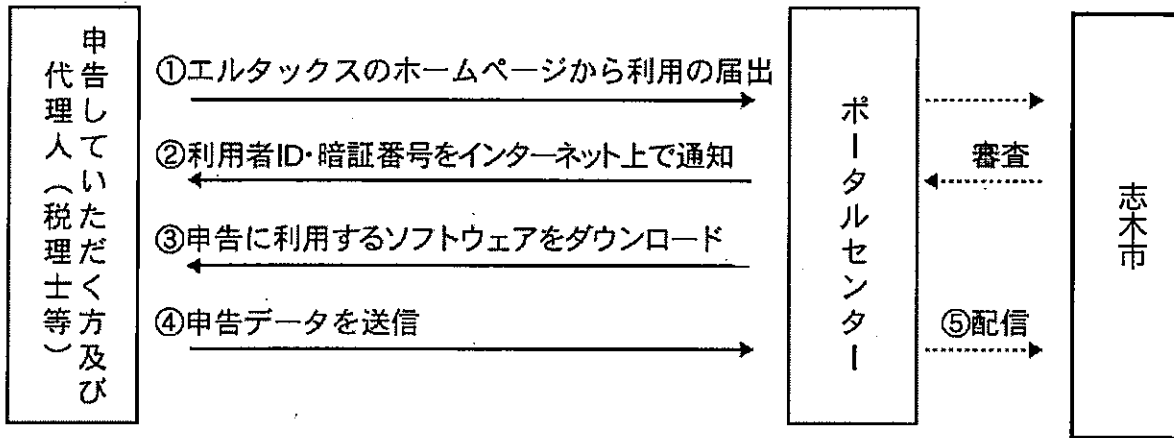 申告していただく方及び
代理人（税理士等）
①エルタックスのホームページから利用の届出
②利用者ID・暗証番号をインターネット上で通知
③申告に利用するソフトウェアをダウンロード
④申告データを送信
ポータルセンター
審査
⑤配信
志木市